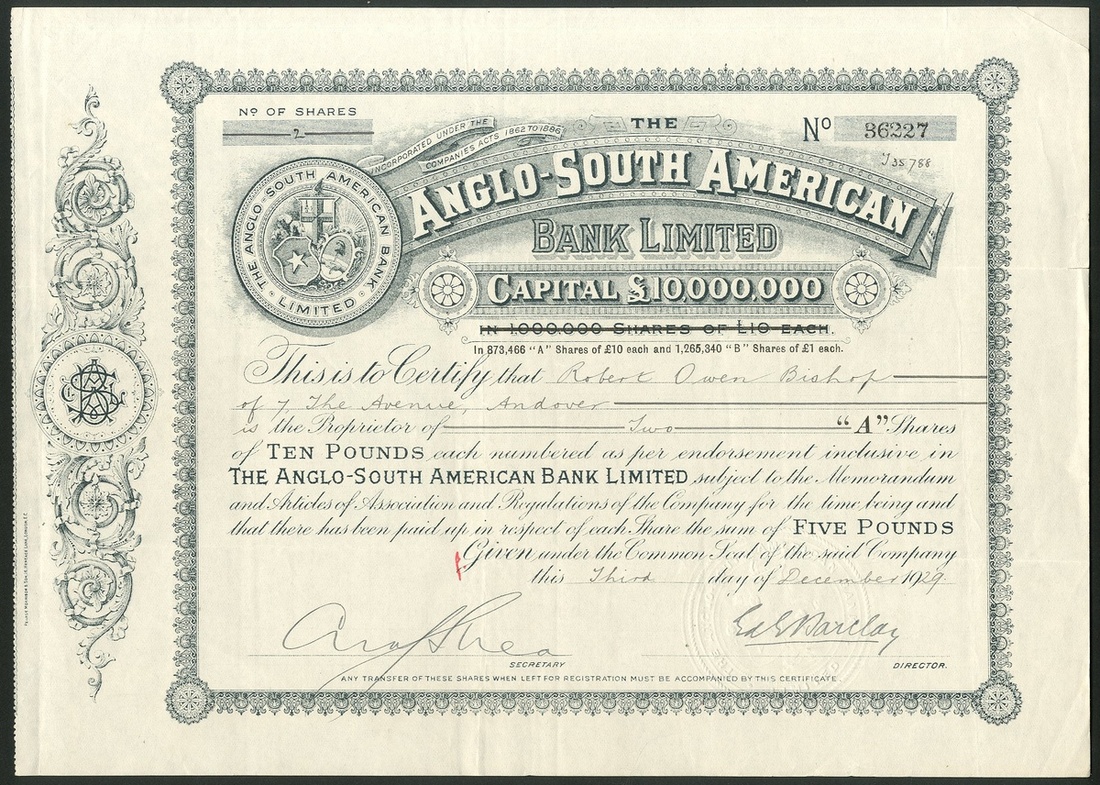 Nº OF SHARES
2
INCORPORATED UNDER THE
COMPANIES ACTS 1862 TO 1886
THE
Nº 36227
788
THE ANGLO-SOUTH AMERICAN BANK LIMITED
ANGLO-SOUTH AMERICAN
BANK LIMITED
CAPITAL £10,000,000
IN 1,000,000 SHARES OF £10 EACH.
In 873,466 "A" Shares of £10 each and 1,265,340 "B" Shares of £1 each.
This is to Certify that Robert Owen Bishop
of 7 The Avenue, Andover
is the Proprietor of Two "A" Shares
of TEN POUNDS each numbered as per endorsement inclusive in
THE ANGLO-SOUTH AMERICAN BANK LIMITED subject to the Memorandum
and Articles of Association and Regulations of the Company for the time being and
that there has been paid up in respect of each Share the sum of FIVE POUNDS
Given under the Common Seal of the said Company
this Third day of December 1929.
Barclay
SECRETARY
DIRECTOR.
ANY TRANSFER OF THESE SHARES WHEN LEFT FOR REGISTRATION MUST BE ACCOMPANIED BY THIS CERTIFICATE.